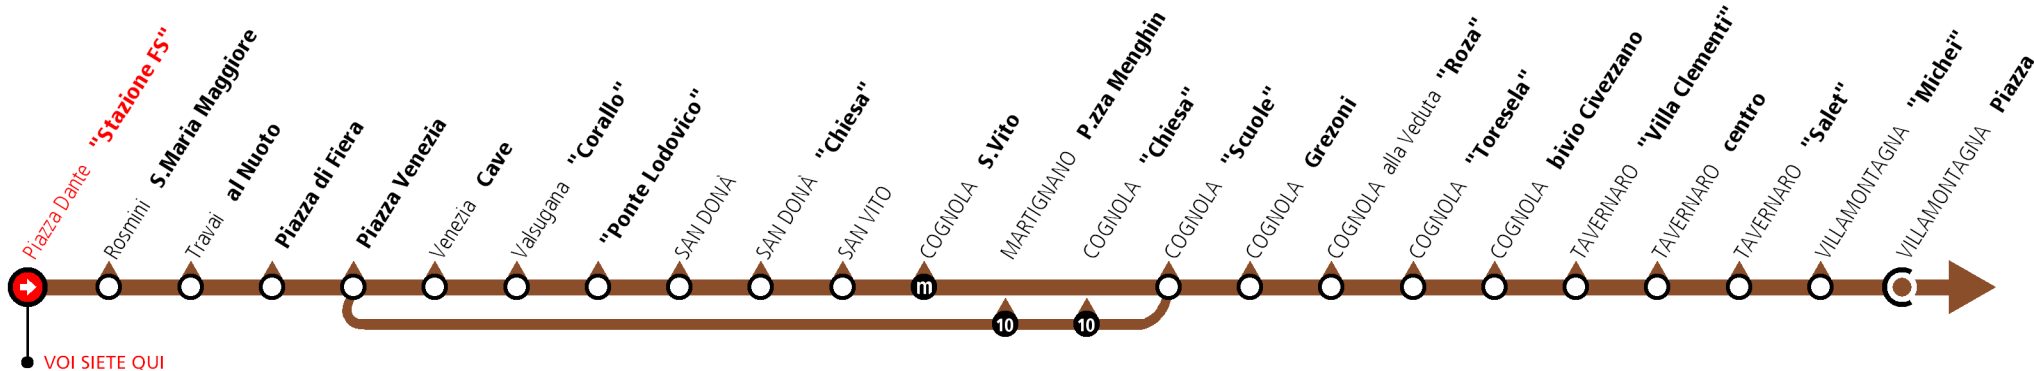 Piazza Dante "Stazione FS"
Rosmini S.Maria Maggiore
Travai al Nuoto
Piazza di Fiera
Piazza Venezia
Venezia Cave
Valsugana "Corallo"
"Ponte Lodovico"
SAN DONÀ
SAN DONÀ "Chiesa"
SAN VITO
COGNOLA S.Vito
MARTIGNANO P.zza Menghin
COGNOLA "Chiesa"
COGNOLA "Scuole"
COGNOLA Grezoni
COGNOLA alla Veduta "Roza"
COGNOLA "Toresela"
COGNOLA bivio Civezzano
TAVERNARO "Villa Clementi"
TAVERNARO centro
TAVERNARO "Salet"
VILLAMONTAGNA "Michei"
VILLAMONTAGNA Piazza
m
10
10
VOI SIETE QUI